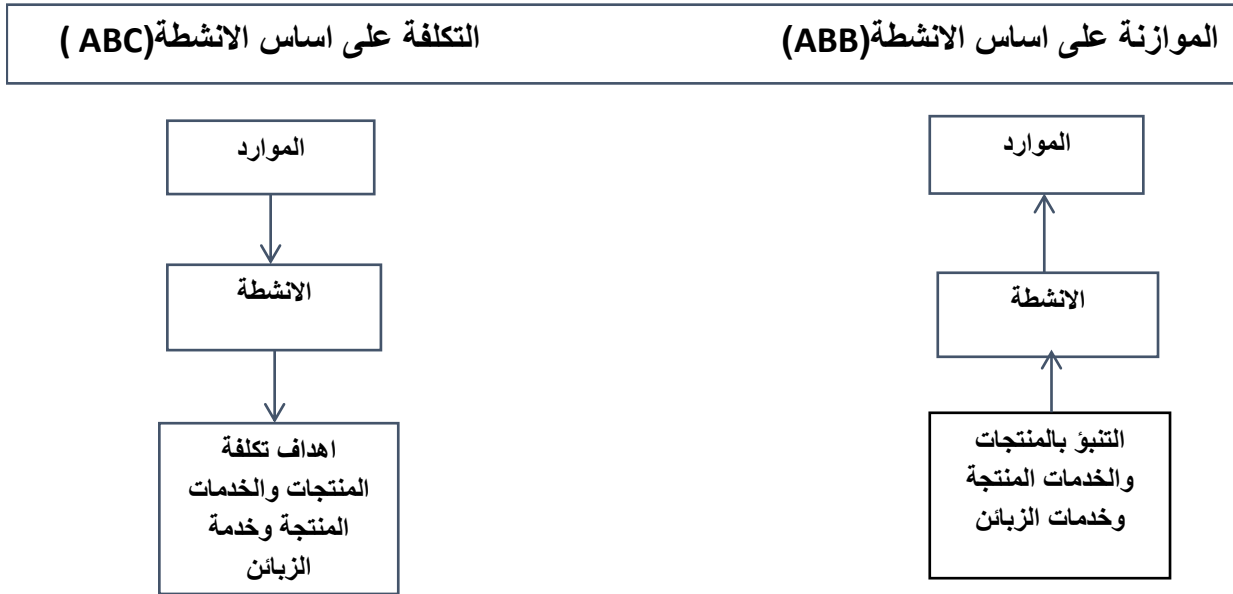 الموازنة على اساس الانشطة(ABB) التكلفة على اساس الانشطة(ABC )
الموارد
الانشطة
التنبؤ بالمنتجات
والخدمات المنتجة
وخدمات الزبائن
الموارد
الانشطة
اهداف تكلفة
المنتجات والخدمات
المنتجة وخدمة
الزبائن